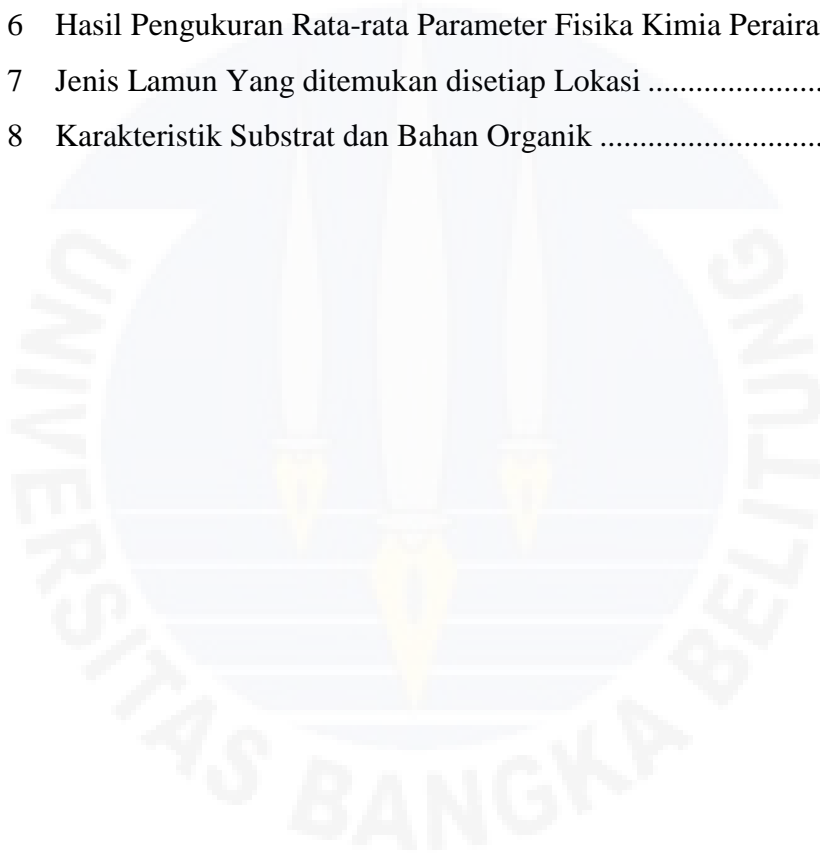 6 Hasil Pengukuran Rata-rata Parameter Fisika Kimia Peraira
7 Jenis Lamun Yang ditemukan disetiap Lokasi ......................
8 Karakteristik Substrat dan Bahan Organik ............................
UNIVERSITAS BANGKA BELITUNG